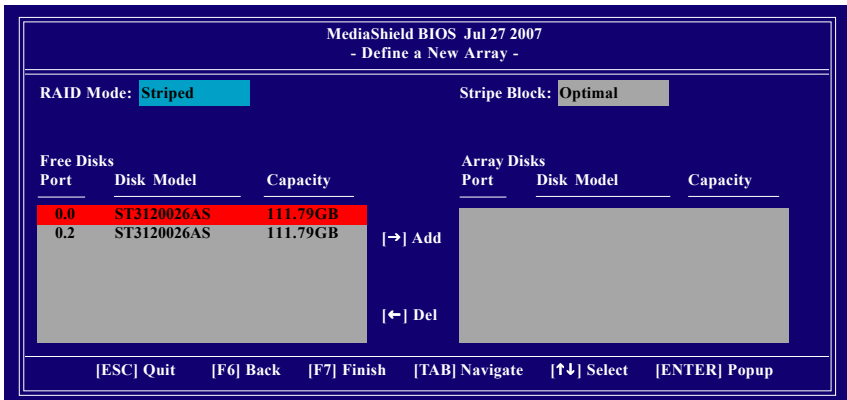 MediaShield BIOS Jul 27 2007
- Define a New Array -
RAID Mode: Striped
Stripe Block: Optimal
Free Disks
Port Disk Model Capacity
0.0 ST3120026AS 111.79GB
0.2 ST3120026AS 111.79GB
[→] Add
[←] Del
Array Disks
Port Disk Model Capacity
[ESC] Quit [F6] Back [F7] Finish [TAB] Navigate [↑↓] Select [ENTER] Popup